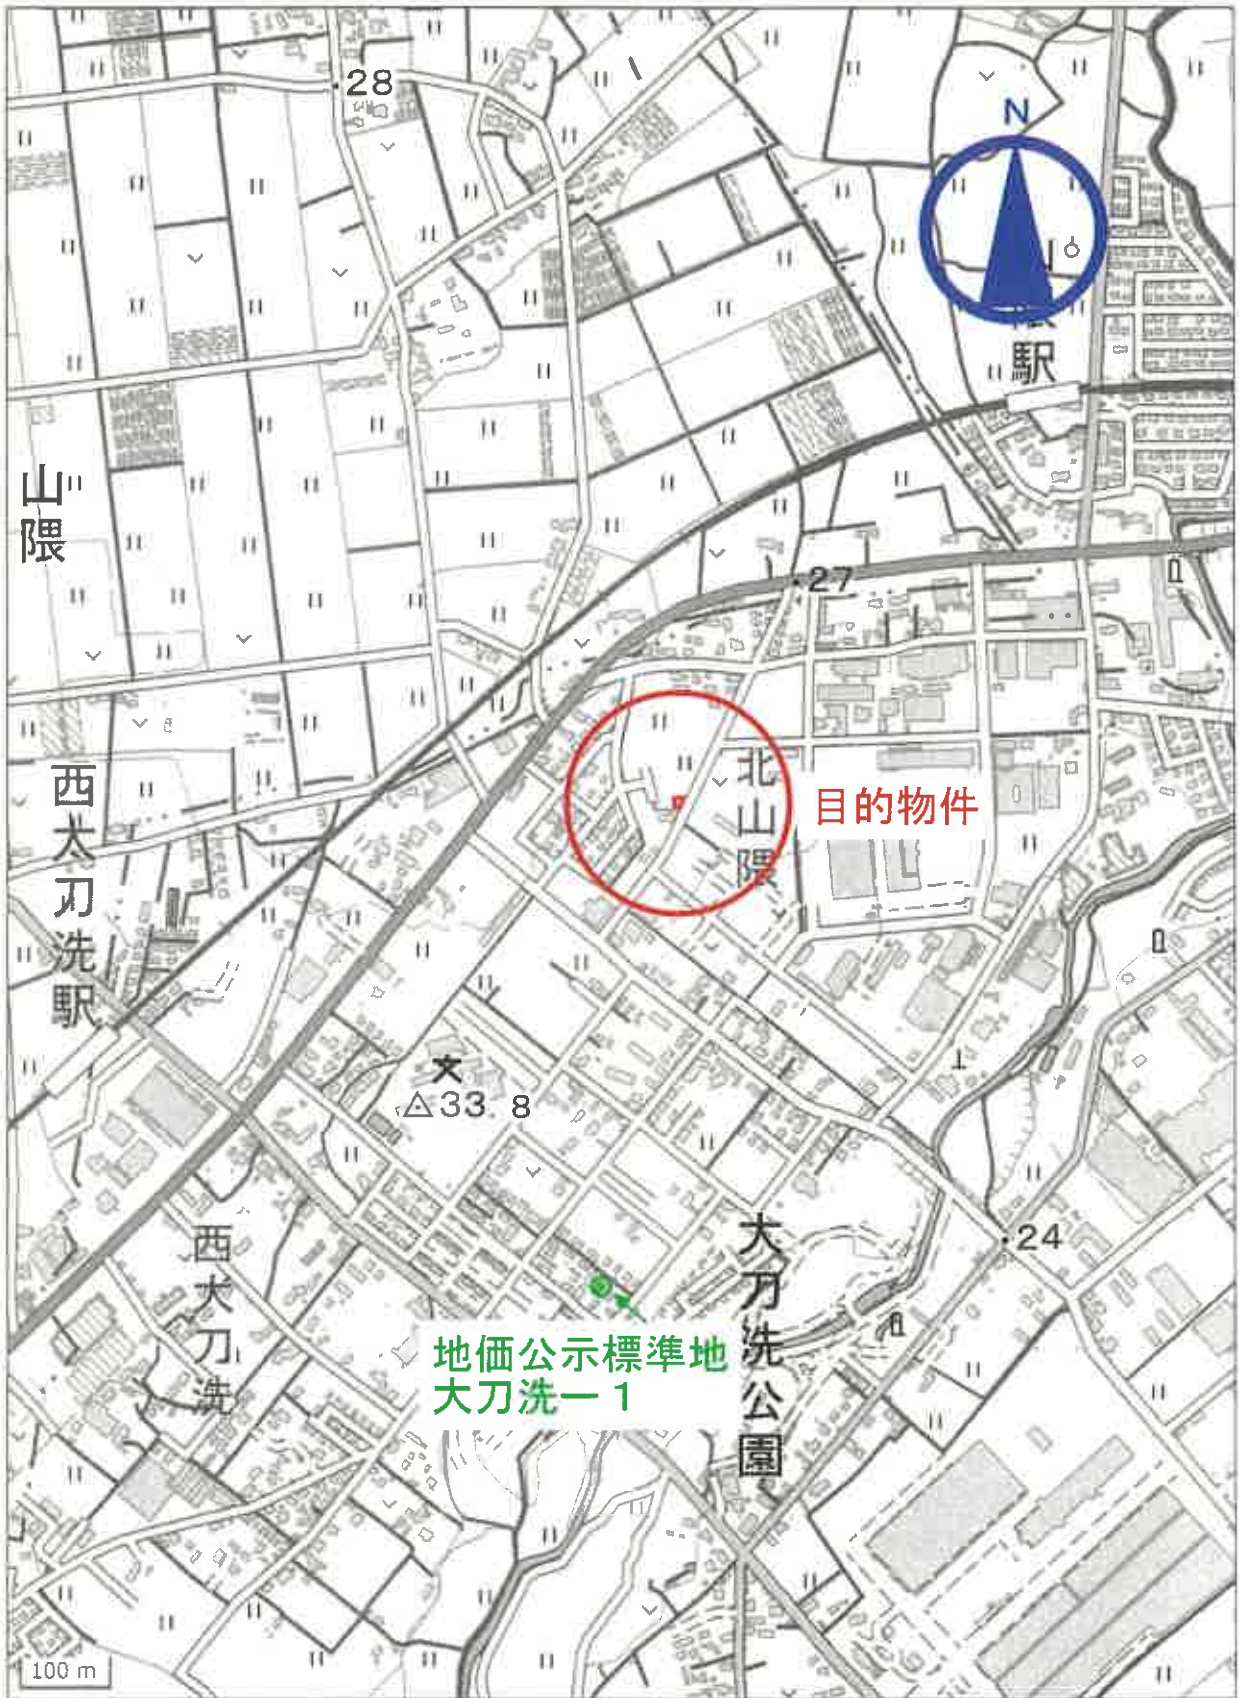 28
N
駅
山隈
27
北山隈
目的物件
西太刀洗駅
文
33.8
24
西大刀洗
大刀洗公園
地価公示標準地
大刀洗ー1
100 m